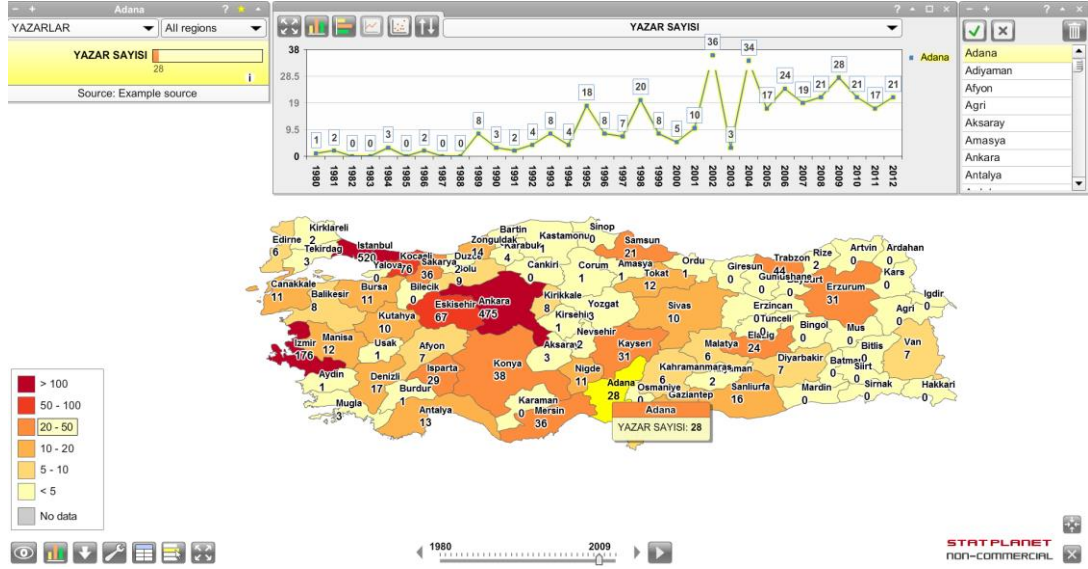 Adana
YAZARLAR
All regions
YAZAR SAYISI
28
i
Source: Example source
YAZAR SAYISI
38
28.5
19
9.5
0
1 2 0 0 3 0 2 0 0 8 3 2 4 8 4 18 8 7 20 8 5 10 36 3 34 17 24 19 21 28 21 17 21
1980 1981 1982 1983 1984 1985 1986 1987 1988 1989 1990 1991 1992 1993 1994 1995 1996 1997 1998 1999 2000 2001 2002 2003 2004 2005 2006 2007 2008 2009 2010 2011 2012
Adana
Adana
Adiyaman
Afyon
Agri
Aksaray
Amasya
Ankara
Antalya
Kirklareli
2
Edirne
6
Tekirdag
3
Istanbul
520
Yalova
0
Kocaeli
76
Sakarya
36
Duzce
2
Bolu
9
Zonguldak
14
Bartin
Karabuk
4
Kastamonu
1
Sinop
0
Samsun
21
Cankiri
0
Corum
1
Amasya
1
Tokat
12
Ordu
1
Giresun
0
Gumushane
0
Trabzon
44
Rize
2
Artvin
0
Ardahan
0
Kars
0
Igdir
0
Erzurum
31
Agri
0
Canakkale
11
Balikesir
8
Bursa
11
Bilecik
0
Eskisehir
67
Ankara
475
Kirikkale
8
Yozgat
3
Kirsehir
1
Sivas
10
Erzincan
0
Tunceli
0
Bingol
0
Mus
0
Bitlis
0
Van
7
Kutahya
10
Manisa
12
Izmir
176
Usak
1
Afyon
7
Aksaray
3
Nevsehir
2
Kayseri
31
Malatya
6
Elazig
24
Diyarbakir
7
Batman
0
Siirt
0
Aydin
1
Denizli
17
Isparta
29
Burdur
1
Konya
38
Nigde
11
Adana
28
Kahramanmaras
6
2
Osmaniye
0
Gaziantep
Sanliurfa
16
Mardin
0
Sirnak
0
Hakkari
0
Mugla
3
Antalya
13
Karaman
0
Mersin
36
Adana
YAZAR SAYISI: 28
> 100
50 - 100
20 - 50
10 - 20
5 - 10
< 5
No data
1980
2009
STAT PLANET
NON-COMMERCIAL